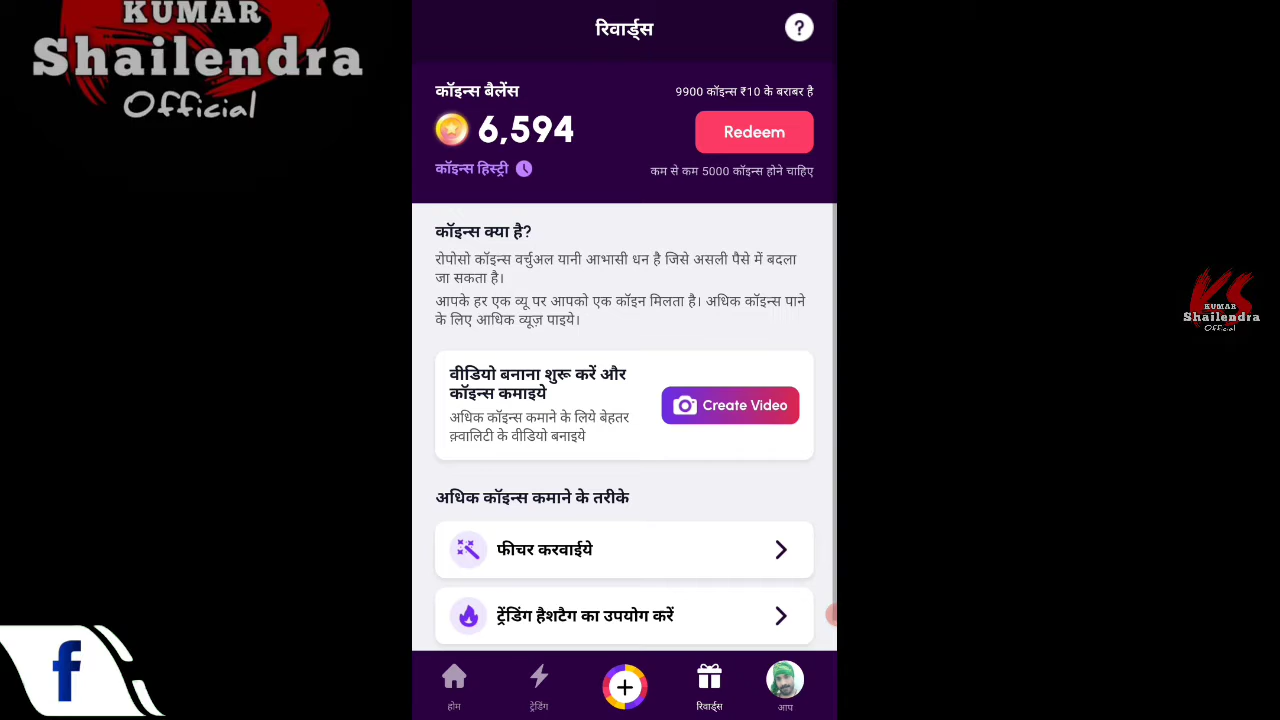 KUMAR
Shailendra
Official
रिवार्ड्स
?
कॉइन्स बैलेंस
9900 कॉइन्स ₹10 के बराबर है
6,594
Redeem
कॉइन्स हिस्ट्री
कम से कम 5000 कॉइन्स होने चाहिए
कॉइन्स क्या है?
रोपोसो कॉइन्स वर्चुअल यानी आभासी धन है जिसे असली पैसे में बदला
जा सकता है।
आपके हर एक व्यू पर आपको एक कॉइन मिलता है। अधिक कॉइन्स पाने
के लिए आधिक व्यूज़ पाइये।
वीडियो बनाना शुरू करें और
कॉइन्स कमाइये
अधिक कॉइन्स कमाने के लिये बेहतर
क़्वालिटी के वीडियो बनाइये
Create Video
अधिक कॉइन्स कमाने के तरीके
फीचर करवाईये
ट्रेंडिंग हैशटैग का उपयोग करें
होम
ट्रेंडिंग
रिवार्ड्स
आप
KS
KUMAR
Shailendra
Official
f